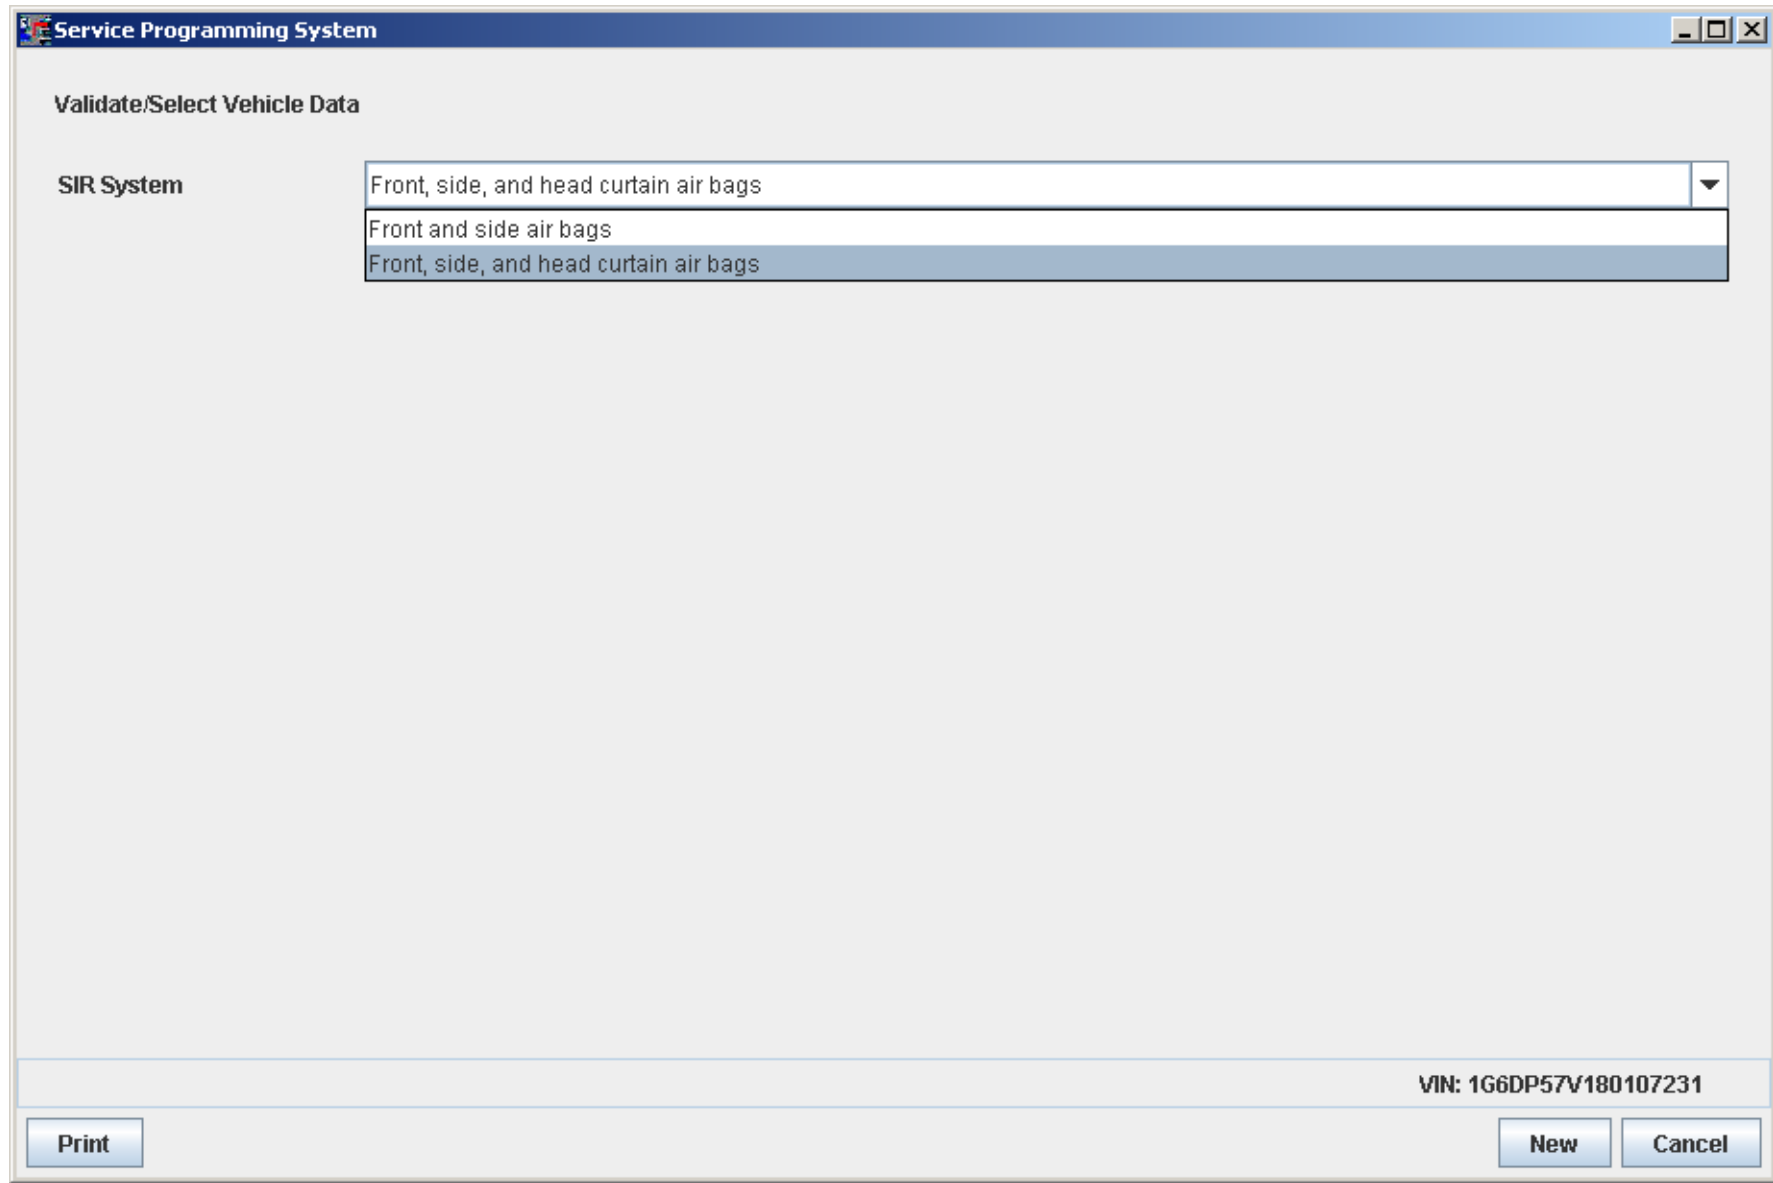 Service Programming System
Validate/Select Vehicle Data
SIR System
Front, side, and head curtain air bags
Front and side air bags
Front, side, and head curtain air bags
VIN: 1G6DP57V180107231
Print
New
Cancel